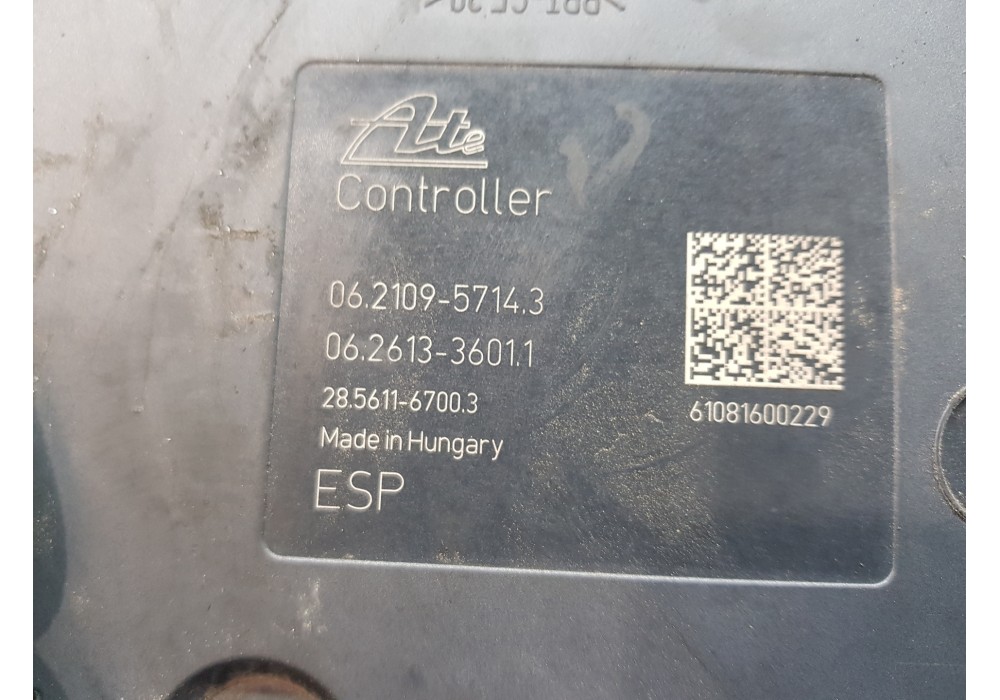 Ate
Controller
06.2109-5714.3
06.2613-3601.1
28.5611-6700.3
Made in Hungary
ESP
61081600229